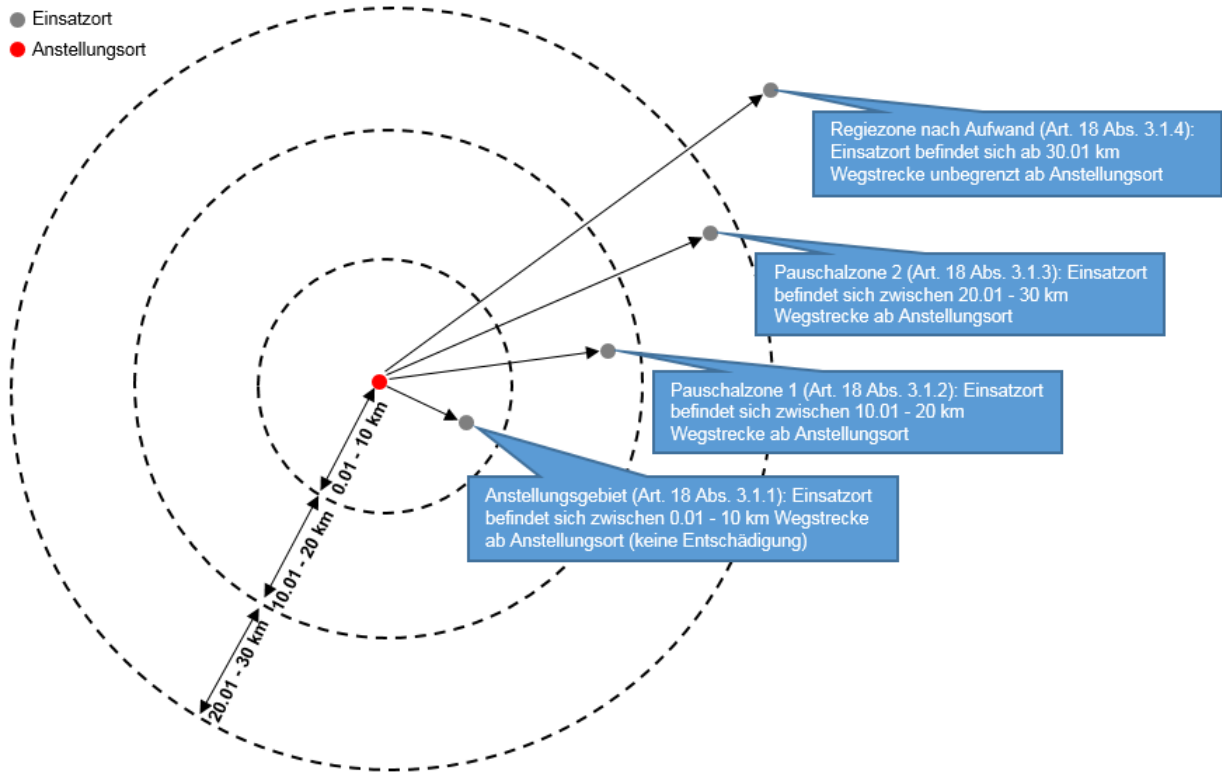 Einsatzort
Anstellungsort
Regiezone nach Aufwand (Art. 18 Abs. 3.1.4):
Einsatzort befindet sich ab 30.01 km
Wegstrecke unbegrenzt ab Anstellungsort
Pauschalzone 2 (Art. 18 Abs. 3.1.3): Einsatzort
befindet sich zwischen 20.01 - 30 km
Wegstrecke ab Anstellungsort
Pauschalzone 1 (Art. 18 Abs. 3.1.2): Einsatzort
befindet sich zwischen 10.01 - 20 km
Wegstrecke ab Anstellungsort
Anstellungsgebiet (Art. 18 Abs. 3.1.1): Einsatzort
befindet sich zwischen 0.01 - 10 km Wegstrecke
ab Anstellungsort (keine Entschädigung)
0.01 - 10 km
10.01 - 20 km
20.01 - 30 km